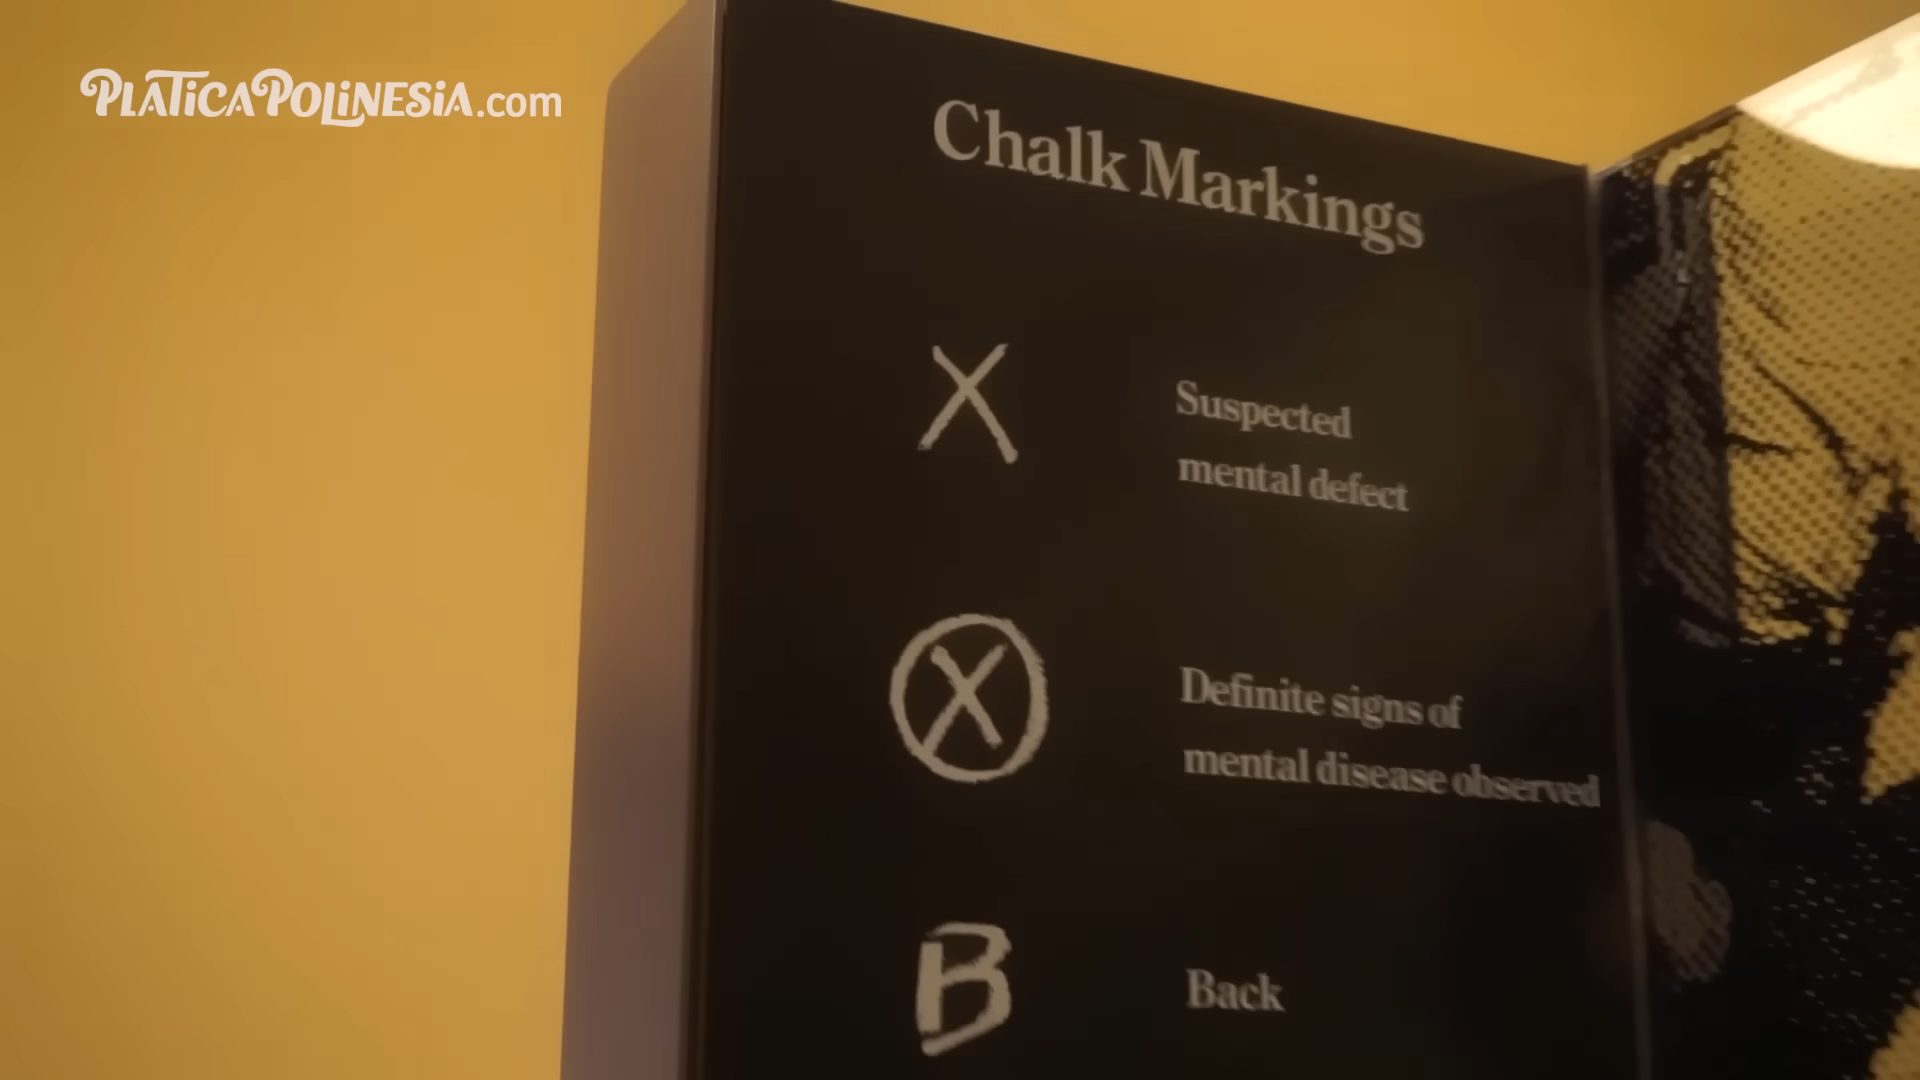 PLATICAPOLINESIA.com
Chalk Markings
X
Suspected
mental defect
X
Definite signs of
mental disease observed
B
Back